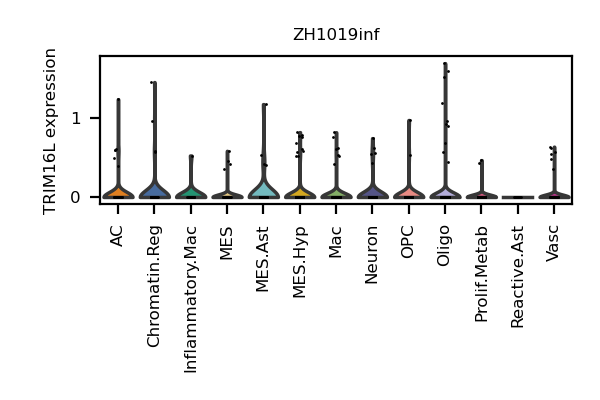 ZH1019inf
TRIM16L expression
1
0
AC
Chromatin.Reg
Inflammatory.Mac
MES
MES.Ast
MES.Hyp
Mac
Neuron
OPC
Oligo
Prolif.Metab
Reactive.Ast
Vasc